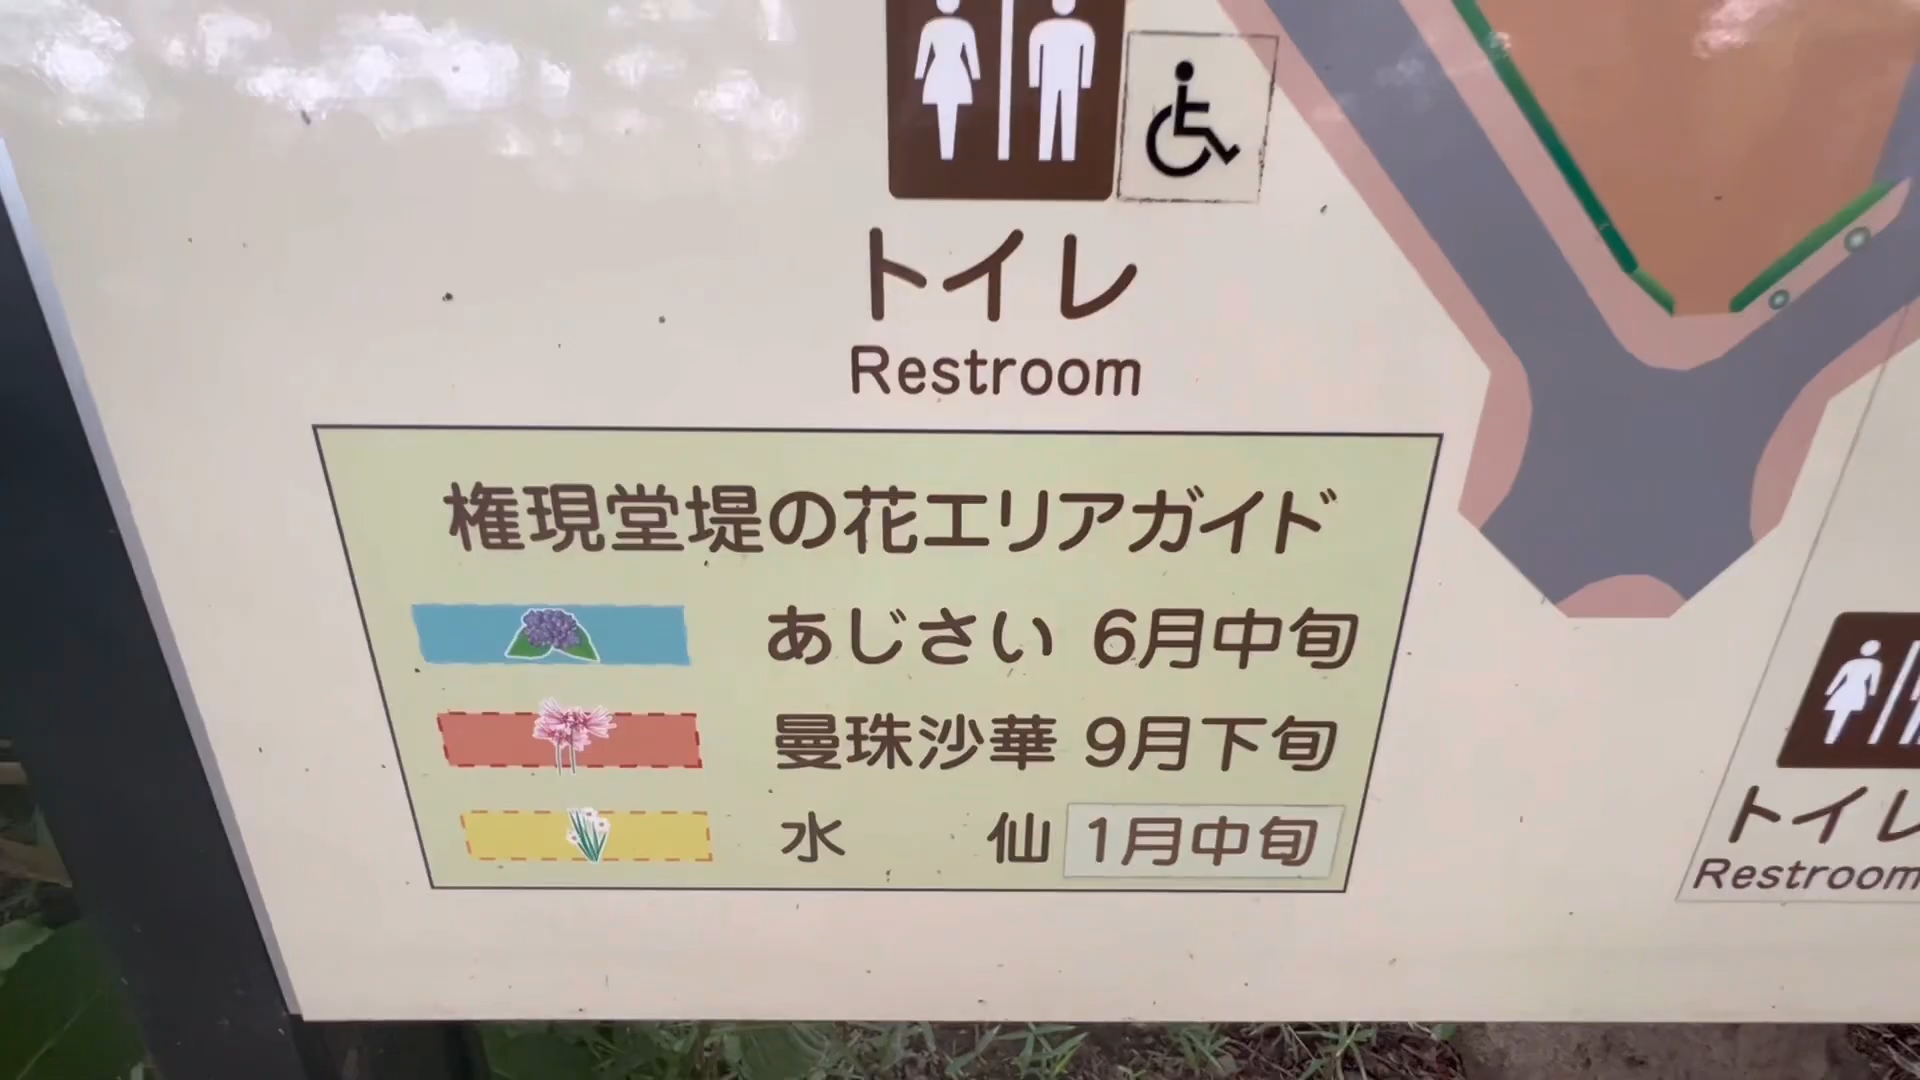 トイレ
Restroom
権現堂堤の花エリアガイド
あじさい 6月中旬
曼珠沙華 9月下旬
水　仙 1月中旬
トイレ
Restroom